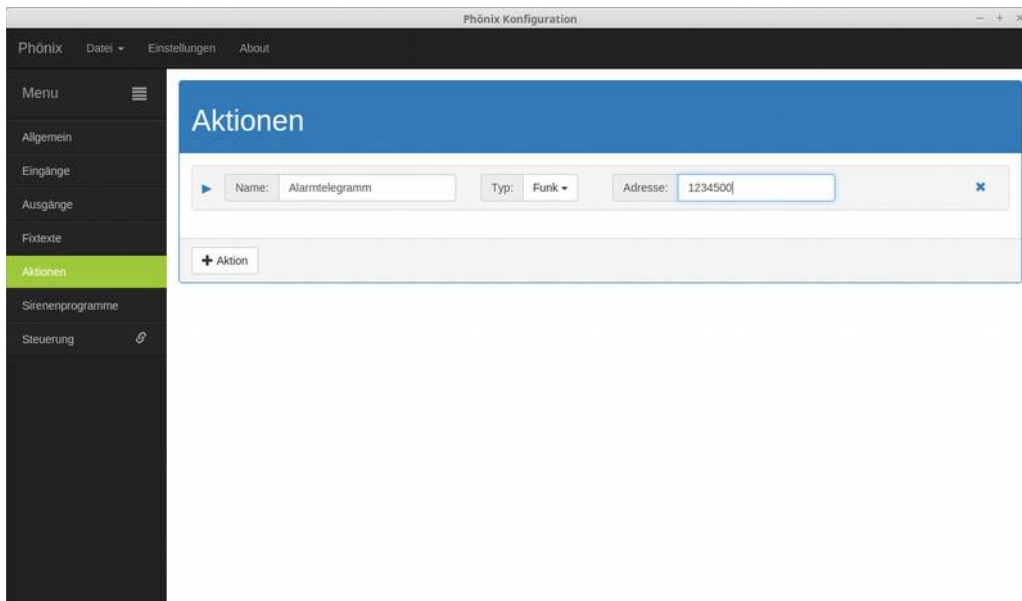 Phönix Konfiguration
Phönix Datei Einstellungen About
Menu
Allgemein
Eingänge
Ausgänge
Fixtexte
Aktionen
Sirenenprogramme
Steuerung
Aktionen
Name: Alarmtelegramm Typ: Funk Adresse: 1234500
Aktion